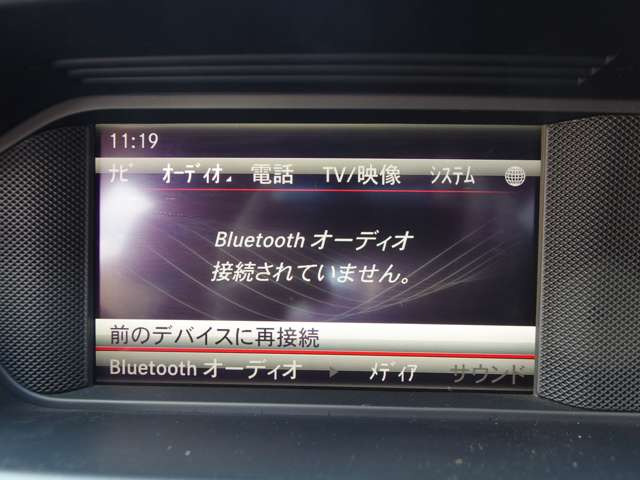 11:19
ナビ オーディオ 電話 TV/映像 システム
Bluetooth オーディオ
接続されていません。
前のデバイスに再接続
Bluetooth オーディオ メディア サウンド